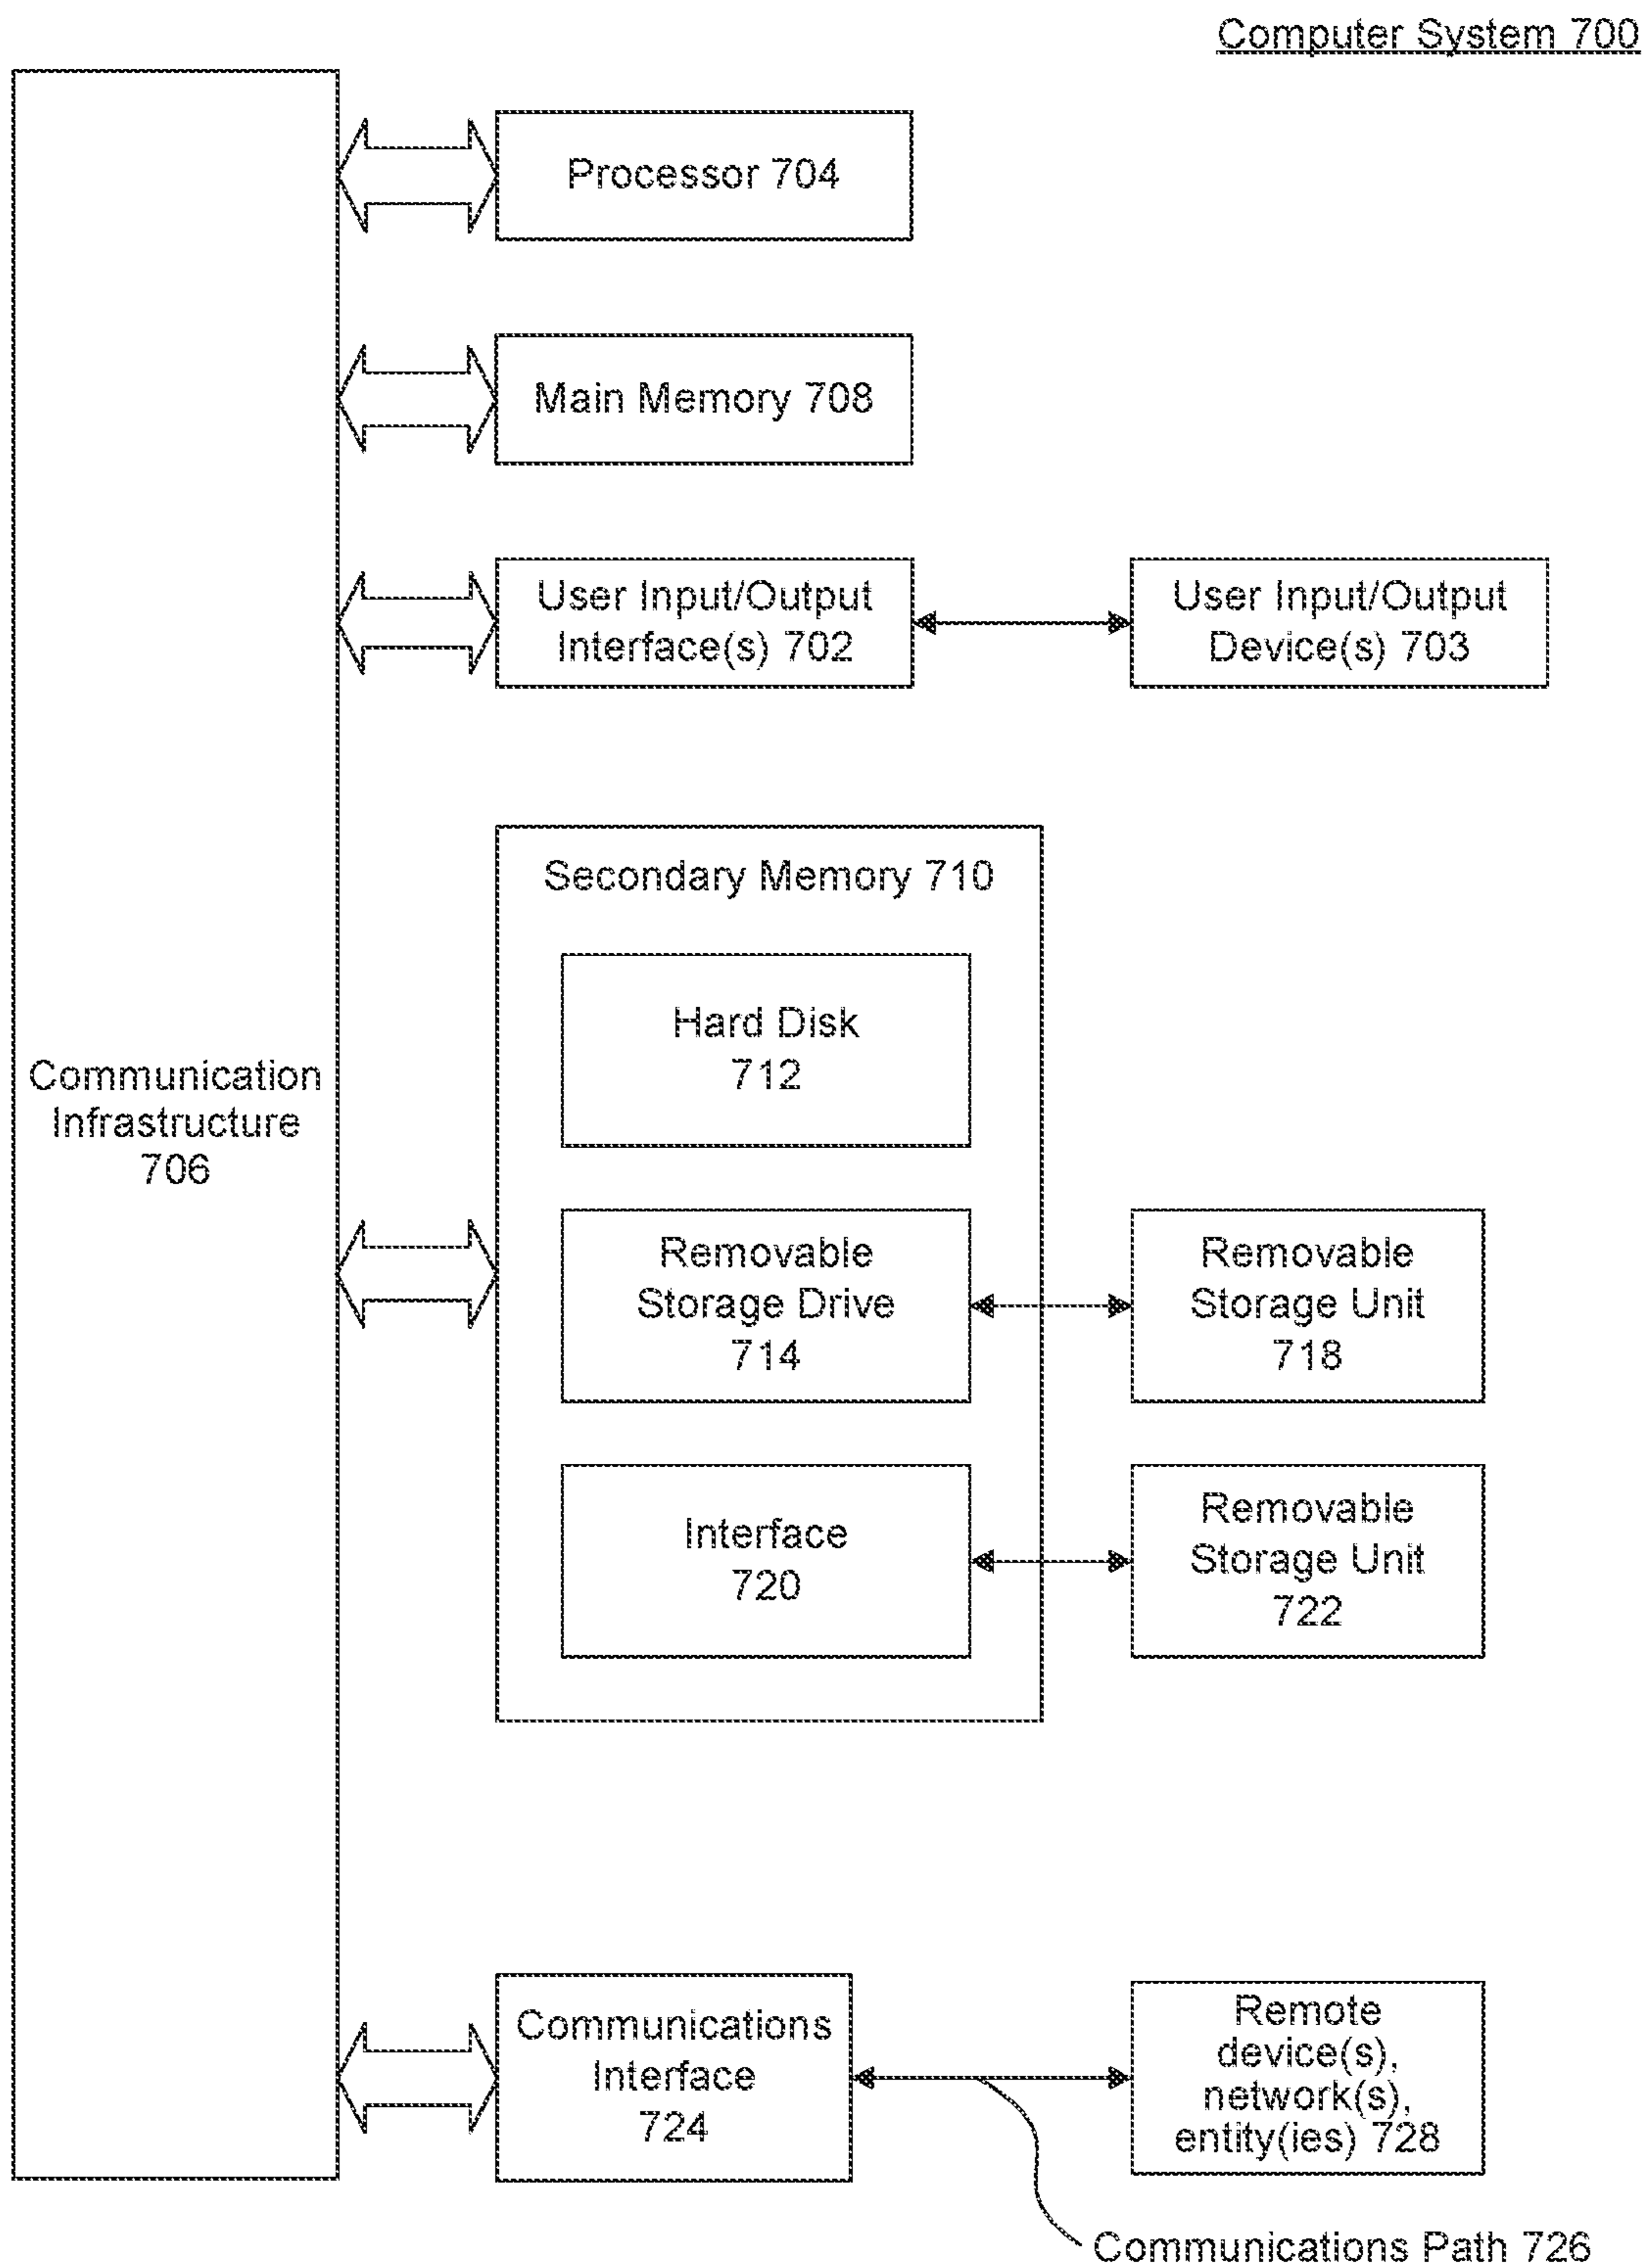 Computer System 700
Processor 704
Main Memory 708
User Input/Output
Interface(s) 702
User Input/Output
Device(s) 703
Communication
Infrastructure
706
Secondary Memory 710
Hard Disk
712
Removable
Storage Drive
714
Removable
Storage Unit
718
Interface
720
Removable
Storage Unit
722
Communications
Interface
724
Remote
device(s),
network(s),
entity(ies) 728
Communications Path 726